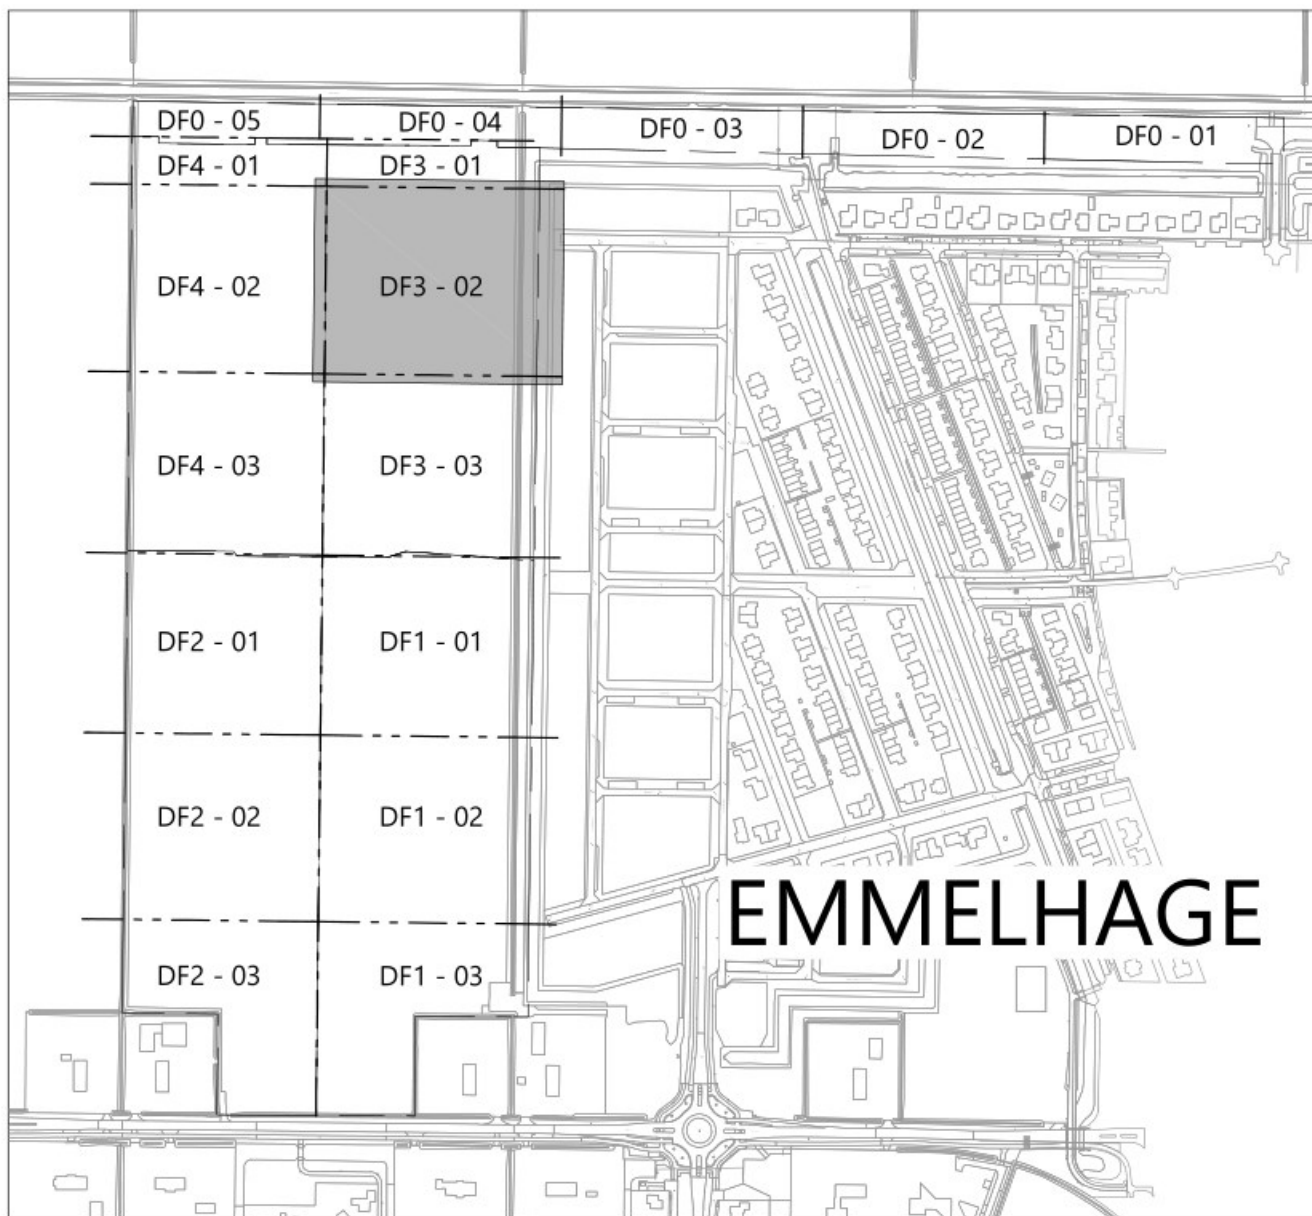 DF0 - 05
DF0 - 04
DF0 - 03
DF0 - 02
DF0 - 01
DF4 - 01
DF3 - 01
DF4 - 02
DF3 - 02
DF4 - 03
DF3 - 03
DF2 - 01
DF1 - 01
DF2 - 02
DF1 - 02
EMMELHAGE
DF2 - 03
DF1 - 03